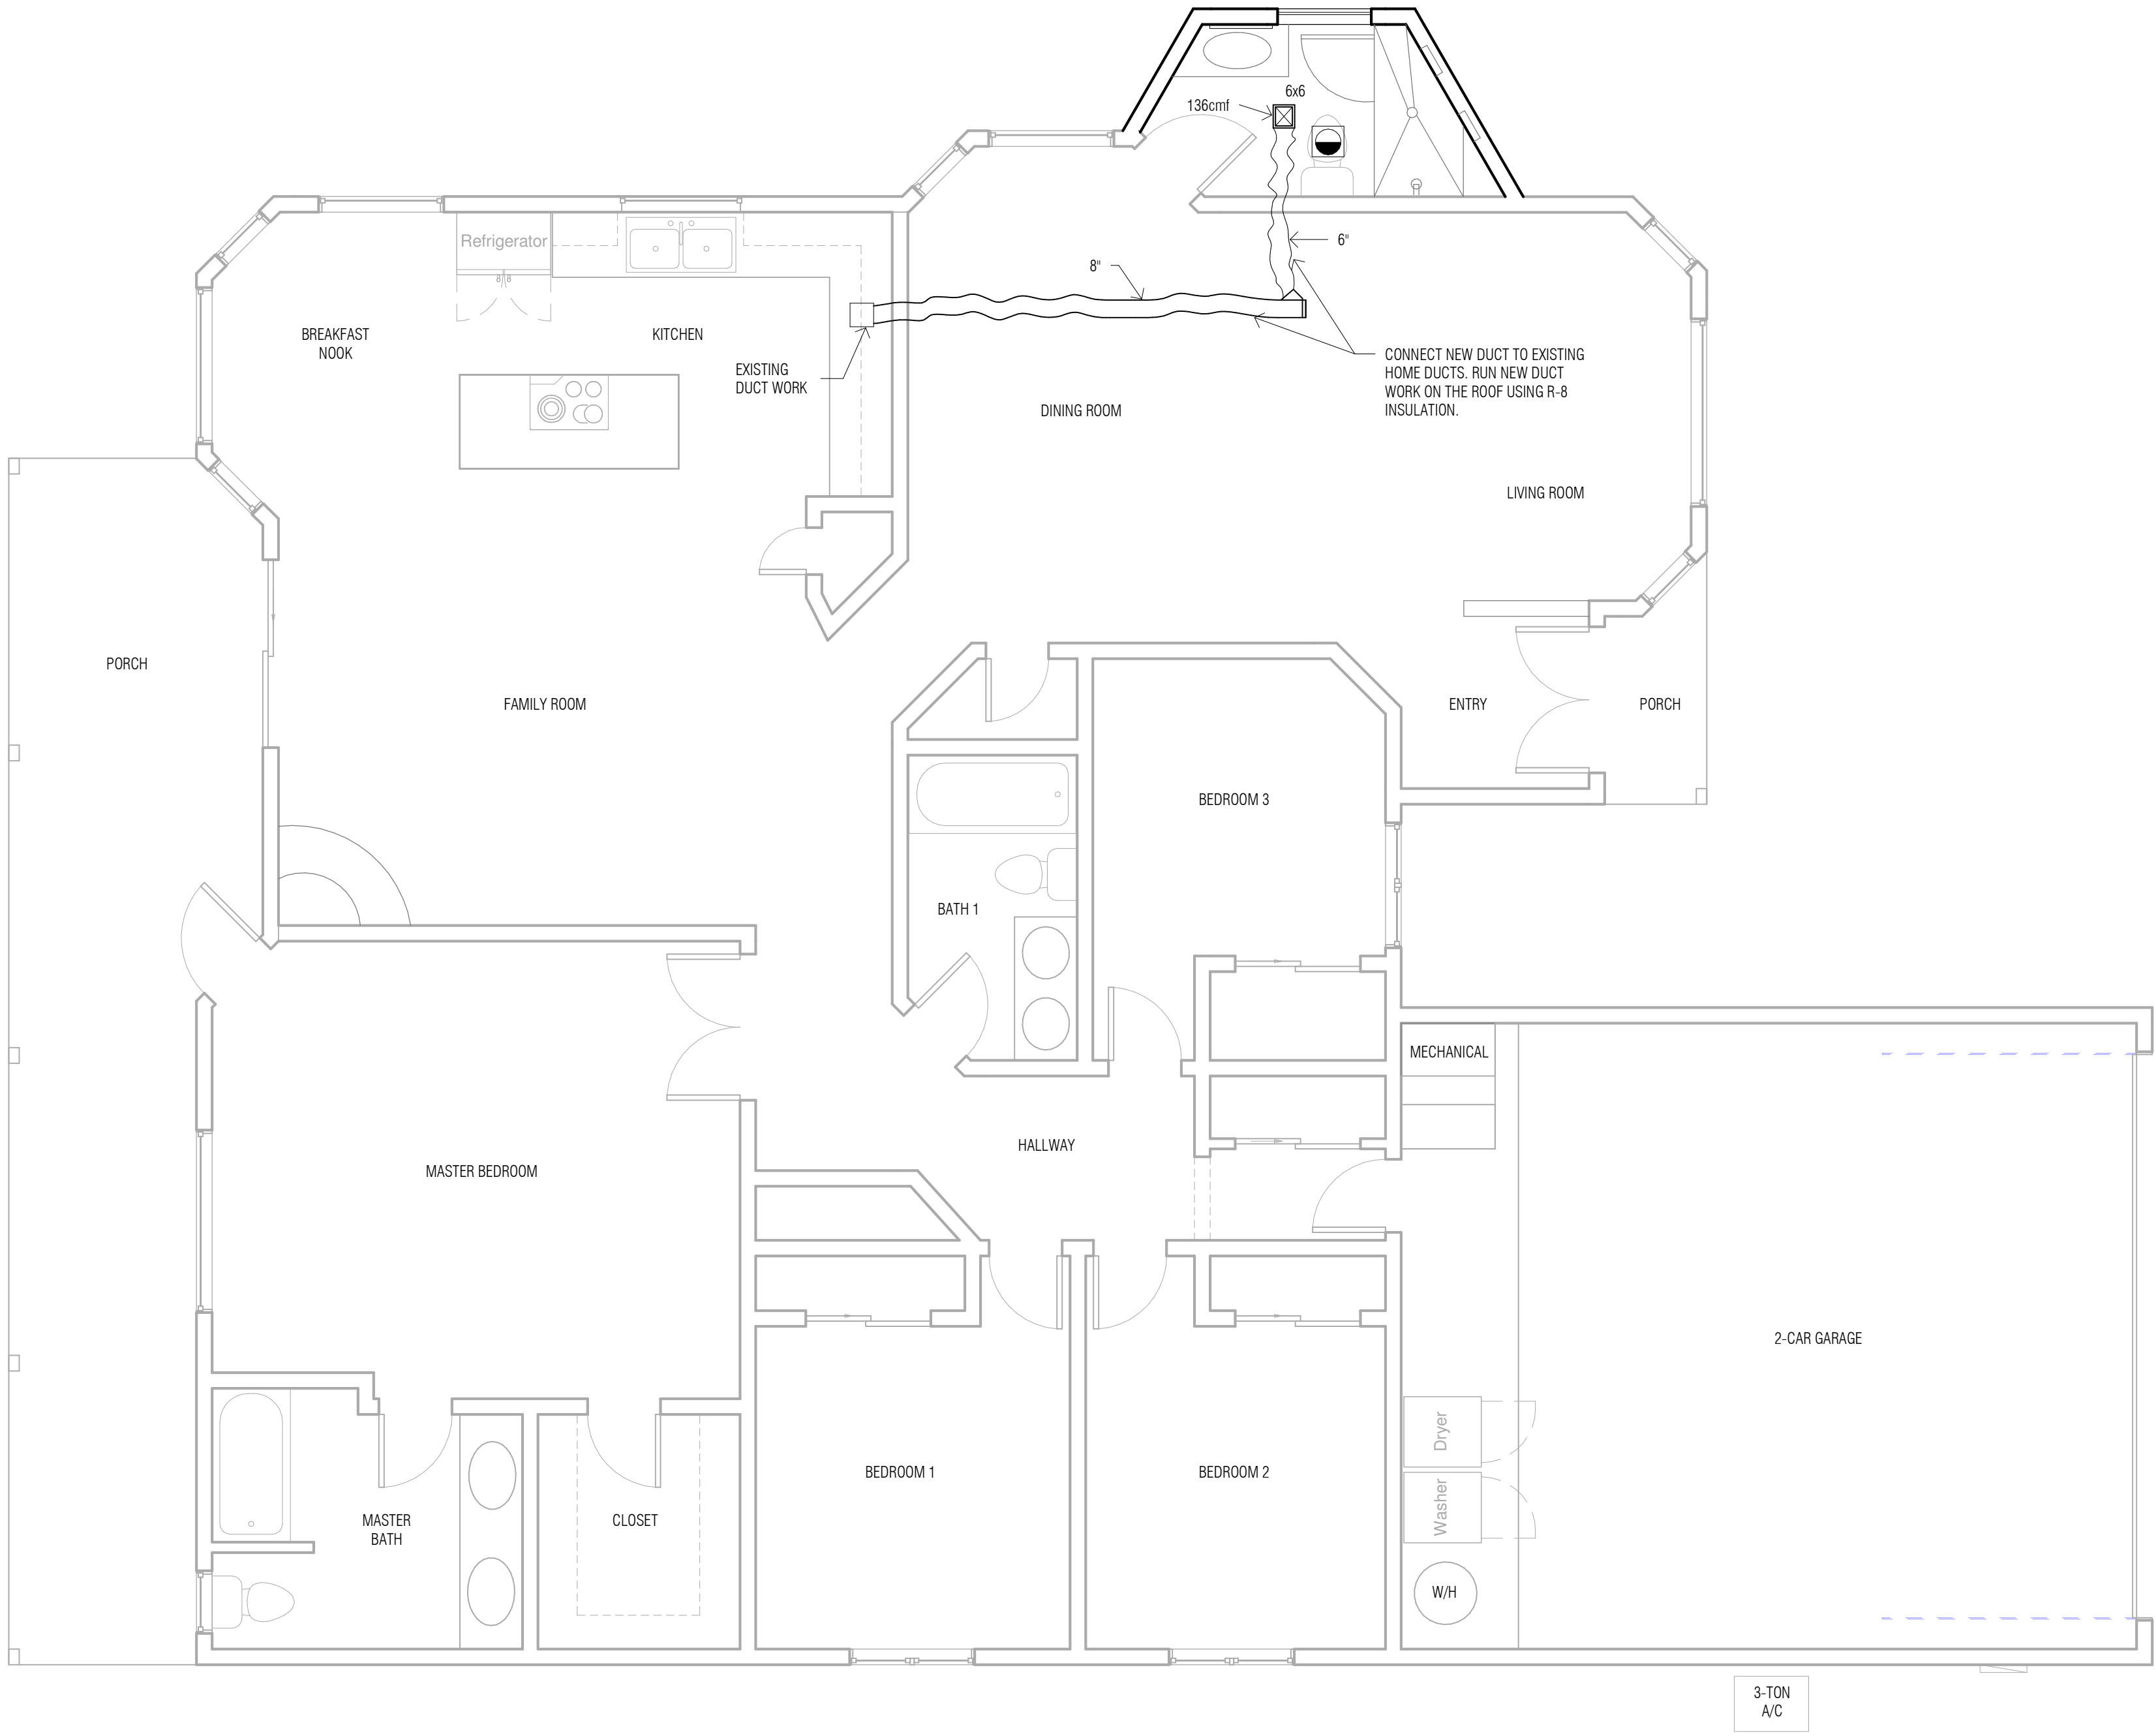 6x6
136cmf
6"
Refrigerator
8"
BREAKFAST
NOOK
KITCHEN
EXISTING
DUCT WORK
CONNECT NEW DUCT TO EXISTING
HOME DUCTS. RUN NEW DUCT
WORK ON THE ROOF USING R-8
INSULATION.
DINING ROOM
LIVING ROOM
PORCH
FAMILY ROOM
ENTRY
PORCH
BEDROOM 3
BATH 1
MECHANICAL
HALLWAY
MASTER BEDROOM
2-CAR GARAGE
Dryer
BEDROOM 1
BEDROOM 2
Washer
MASTER
BATH
CLOSET
W/H
3-TON
A/C